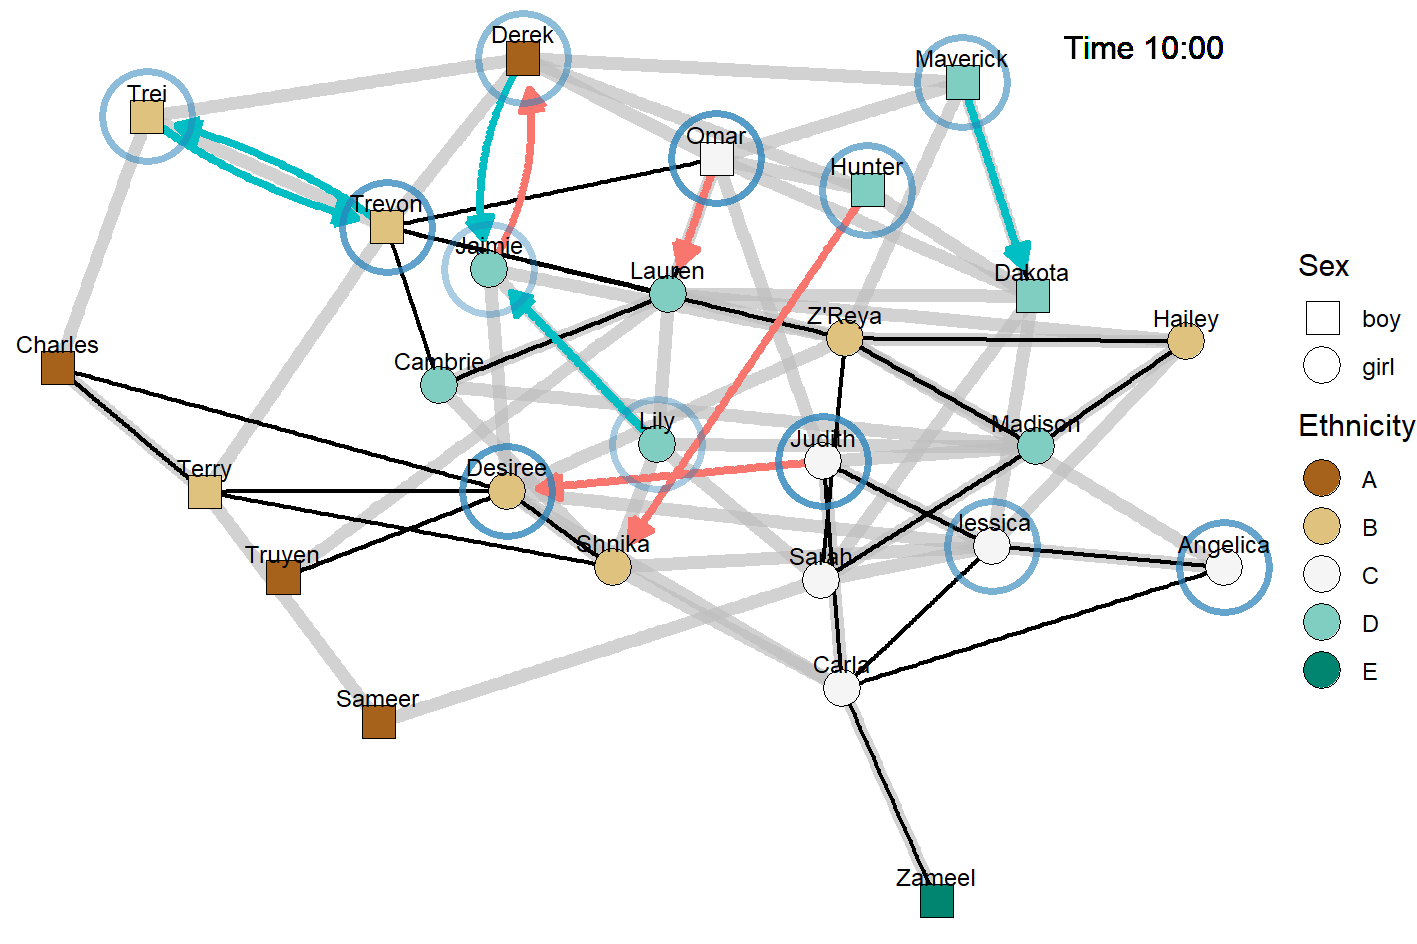 Derek
Time 10:00
Maverick
Trei
Omar
Hunter
Trevon
Jaimie
Lauren
Dakota
Sex
Z'Reya
Hailey
boy
Charles
Cambrie
girl
Lily
Madison
Ethnicity
Judith
Terry
Desiree
A
Jessica
B
Truyen
Shnika
Sarah
Angelica
C
D
Carla
E
Sameer
Zameel